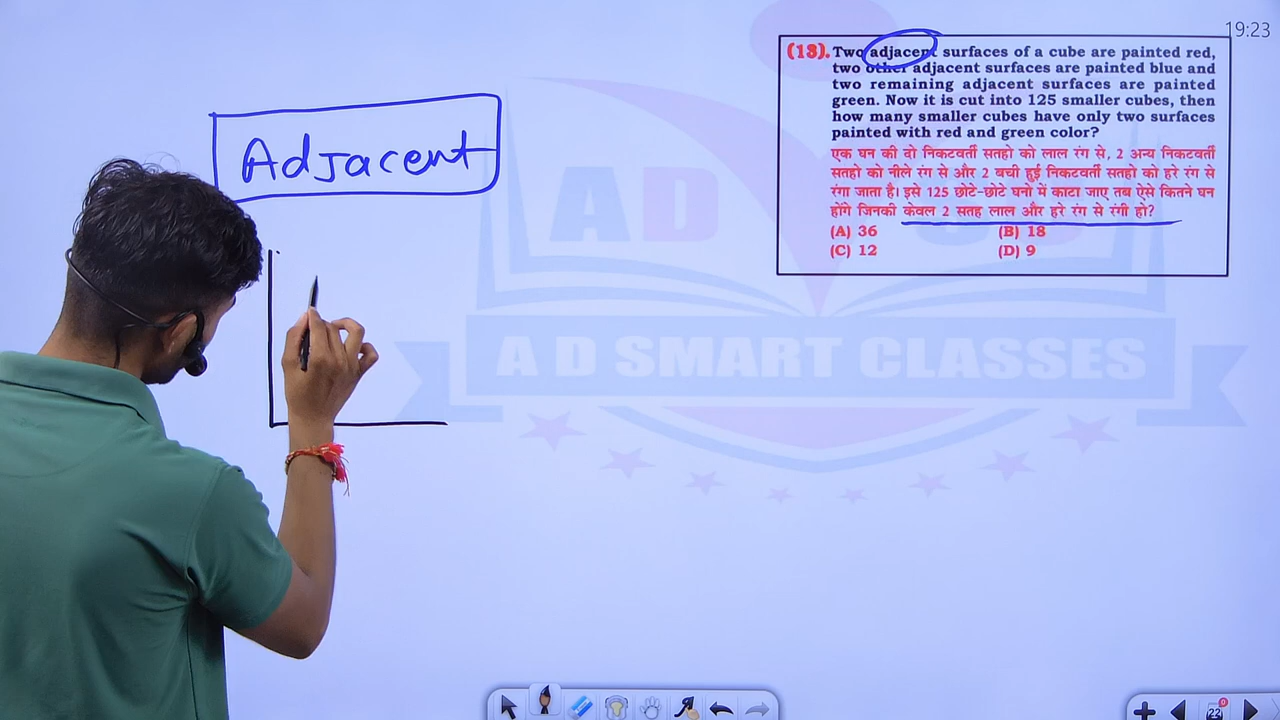 19:23
(13). Two adjacent surfaces of a cube are painted red,
two other adjacent surfaces are painted blue and
two remaining adjacent surfaces are painted
green. Now it is cut into 125 smaller cubes, then
how many smaller cubes have only two surfaces
painted with red and green color?
एक घन की दो निकटवर्ती सतहो को लाल रंग से, 2 अन्य निकटवर्ती
सतहो को नीले रंग से और 2 बची हुई निकटवर्ती सतहो को हरे रंग से
रंगा जाता है। इसे 125 छोटे-छोटे घनो में काटा जाए तब ऐसे कितने घन
होंगे जिनकी केवल 2 सतह लाल और हरे रंग से रंगी हो?
(A) 36 (B) 18
(C) 12 (D) 9
Adjacent
AD
A D SMART CLASSES
22